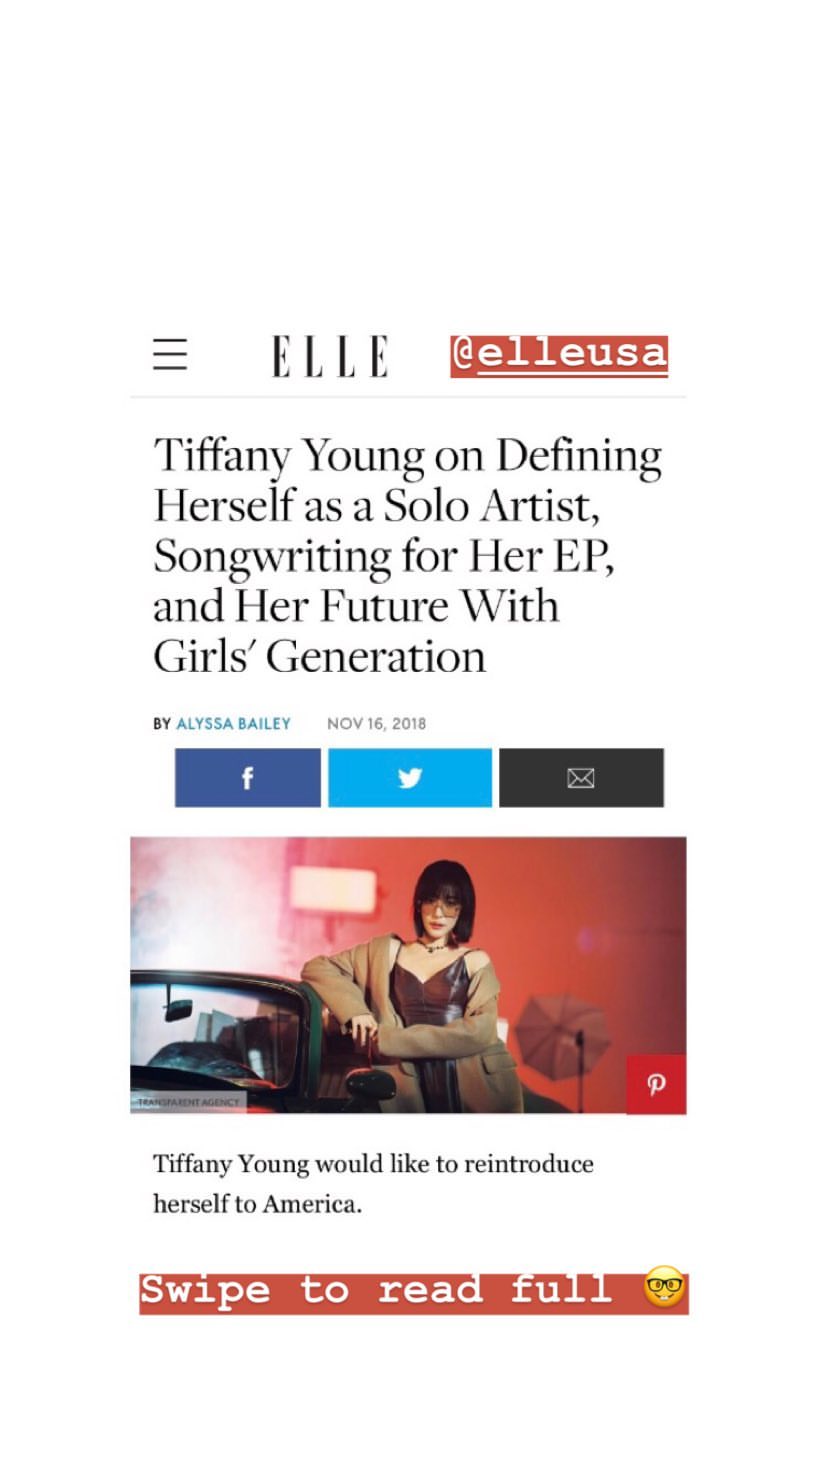 ELLE
@elleusa
Tiffany Young on Defining
Herself as a Solo Artist,
Songwriting for Her EP,
and Her Future With
Girls' Generation
BY ALYSSA BAILEY NOV 16, 2018
TRANSPARENT AGENCY
Tiffany Young would like to reintroduce
herself to America.
Swipe to read full 🤓